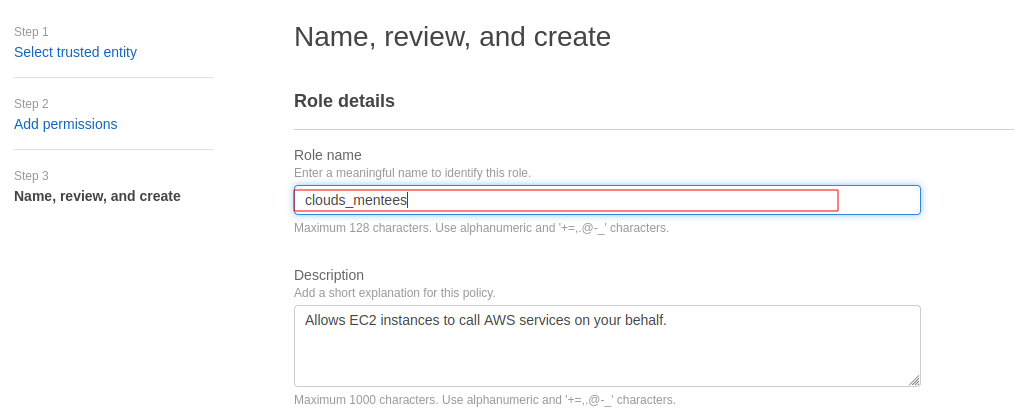 Step 1
Select trusted entity
Step 2
Add permissions
Step 3
Name, review, and create
Name, review, and create
Role details
Role name
Enter a meaningful name to identify this role.
clouds_mentees
Maximum 128 characters. Use alphanumeric and '+=,.@-_' characters.
Description
Add a short explanation for this policy.
Allows EC2 instances to call AWS services on your behalf.
Maximum 1000 characters. Use alphanumeric and '+=,.@-_' characters.